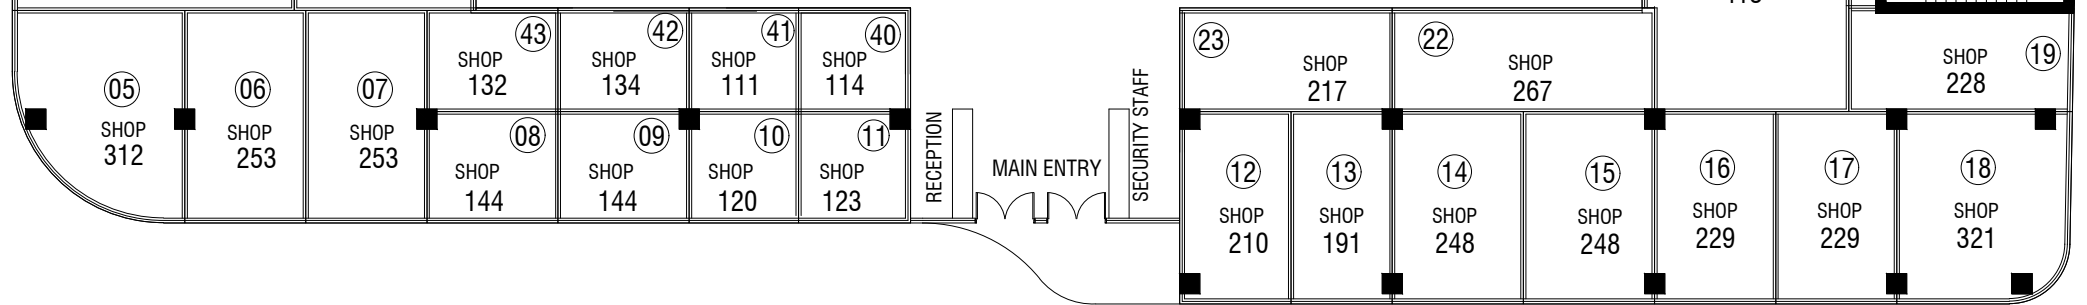 05
SHOP
312
06
SHOP
253
07
SHOP
253
43
SHOP
132
42
SHOP
134
41
SHOP
111
40
SHOP
114
08
SHOP
144
09
SHOP
144
10
SHOP
120
11
SHOP
123
RECEPTION
MAIN ENTRY
SECURITY STAFF
23
SHOP
217
22
SHOP
267
19
SHOP
228
12
SHOP
210
13
SHOP
191
14
SHOP
248
15
SHOP
248
16
SHOP
229
17
SHOP
229
18
SHOP
321